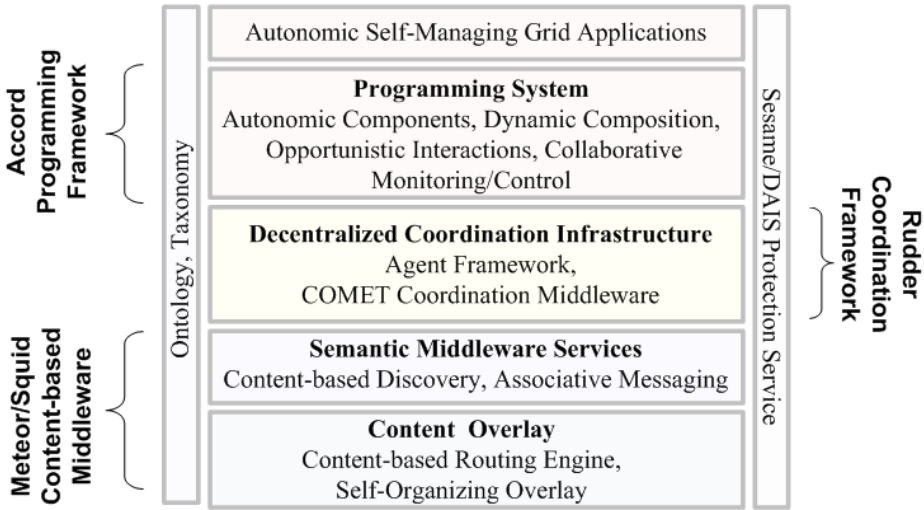 Autonomic Self-Managing Grid Applications
Accord
Programming
Framework
Programming System
Autonomic Components, Dynamic Composition,
Opportunistic Interactions, Collaborative
Monitoring/Control
Ontology, Taxonomy
Decentralized Coordination Infrastructure
Agent Framework,
COMET Coordination Middleware
Sesame/DAIS Protection Service
Rudder
Coordination
Framework
Meteor/Squid
Content-based
Middleware
Semantic Middleware Services
Content-based Discovery, Associative Messaging
Content Overlay
Content-based Routing Engine,
Self-Organizing Overlay